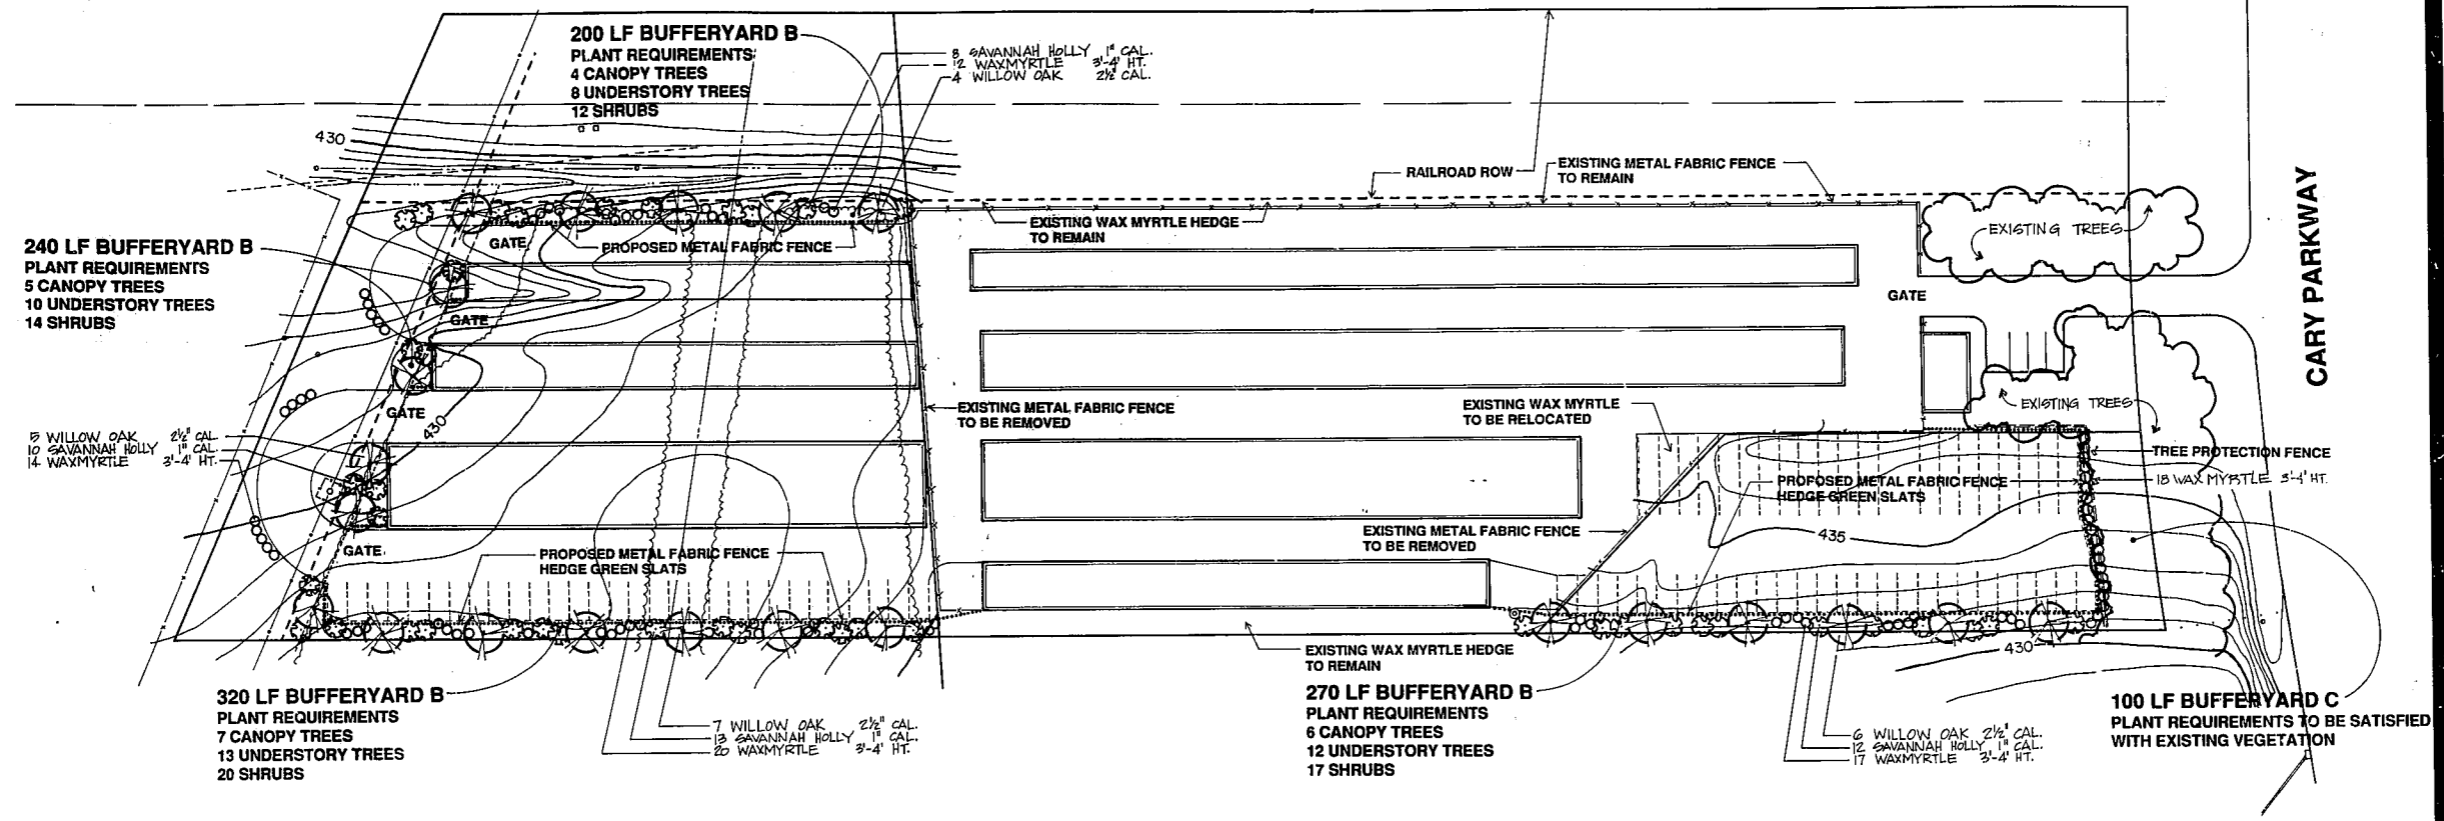 200 LF BUFFERYARD B
PLANT REQUIREMENTS
4 CANOPY TREES
8 UNDERSTORY TREES
12 SHRUBS
8 SAVANNAH HOLLY 1" CAL.
12 WAXMYRTLE 3'-4' HT.
4 WILLOW OAK 2½" CAL.
430
RAILROAD ROW
EXISTING METAL FABRIC FENCE
TO REMAIN
EXISTING WAX MYRTLE HEDGE
TO REMAIN
EXISTING TREES
CARY PARKWAY
240 LF BUFFERYARD B
PLANT REQUIREMENTS
5 CANOPY TREES
10 UNDERSTORY TREES
14 SHRUBS
GATE
PROPOSED METAL FABRIC FENCE
GATE
GATE
GATE
430
EXISTING METAL FABRIC FENCE
TO BE REMOVED
EXISTING WAX MYRTLE
TO BE RELOCATED
EXISTING TREES
5 WILLOW OAK 2½" CAL.
10 SAVANNAH HOLLY 1" CAL.
14 WAXMYRTLE 3'-4' HT.
TREE PROTECTION FENCE
18 WAX MYRTLE 3'-4' HT.
PROPOSED METAL FABRIC FENCE
HEDGE GREEN SLATS
EXISTING METAL FABRIC FENCE
TO BE REMOVED
435
GATE
PROPOSED METAL FABRIC FENCE
HEDGE GREEN SLATS
EXISTING WAX MYRTLE HEDGE
TO REMAIN
430
320 LF BUFFERYARD B
PLANT REQUIREMENTS
7 CANOPY TREES
13 UNDERSTORY TREES
20 SHRUBS
7 WILLOW OAK 2½" CAL.
13 SAVANNAH HOLLY 1" CAL.
20 WAXMYRTLE 3'-4' HT.
270 LF BUFFERYARD B
PLANT REQUIREMENTS
6 CANOPY TREES
12 UNDERSTORY TREES
17 SHRUBS
6 WILLOW OAK 2½" CAL.
12 SAVANNAH HOLLY 1" CAL.
17 WAXMYRTLE 3'-4' HT.
100 LF BUFFERYARD C
PLANT REQUIREMENTS TO BE SATISFIED
WITH EXISTING VEGETATION